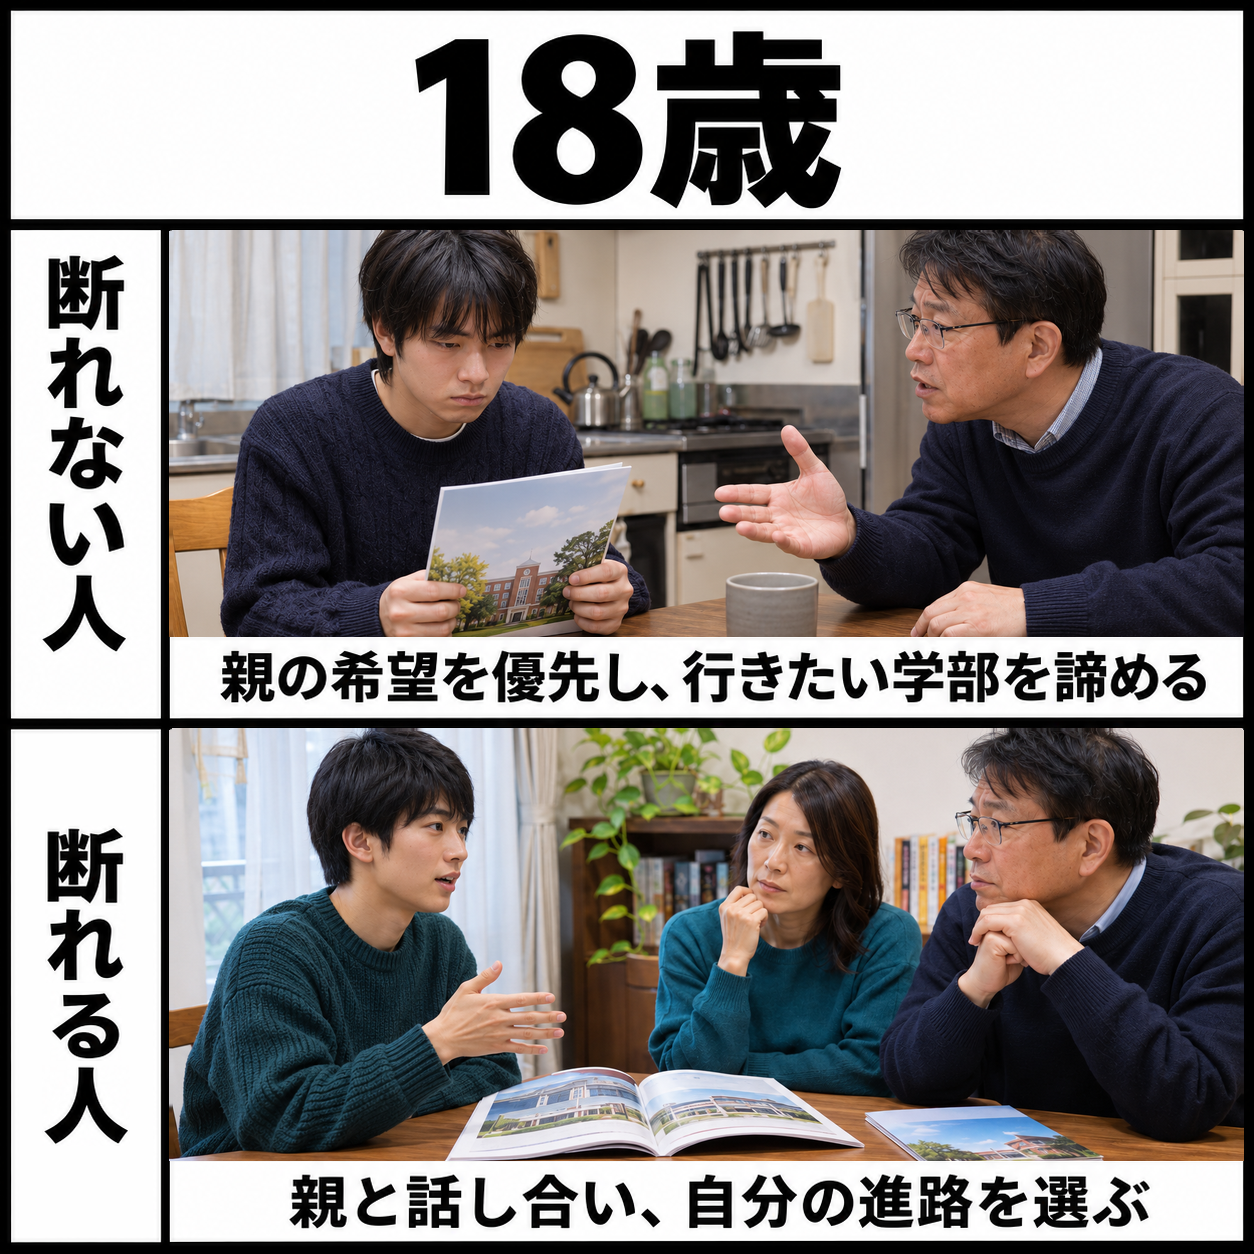 18歳
断れない人
親の希望を優先し、行きたい学部を諦める
断れる人
親と話し合い、自分の進路を選ぶ